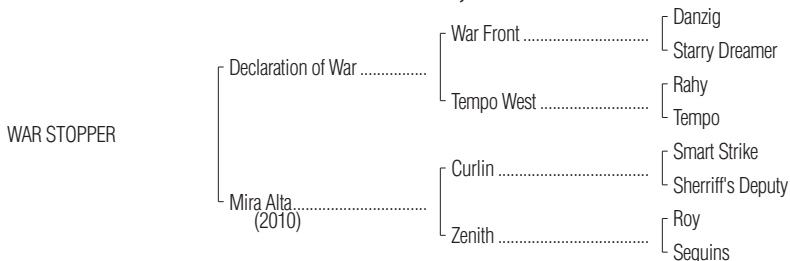 Danzig
War Front ........................................
Starry Dreamer
Declaration of War ................
Rahy
Tempo West ...................................
Tempo
WAR STOPPER
Smart Strike
Curlin ................................................
Sherriff's Deputy
Mira Alta................................
(2010)
Roy
Zenith ................................................
Sequins